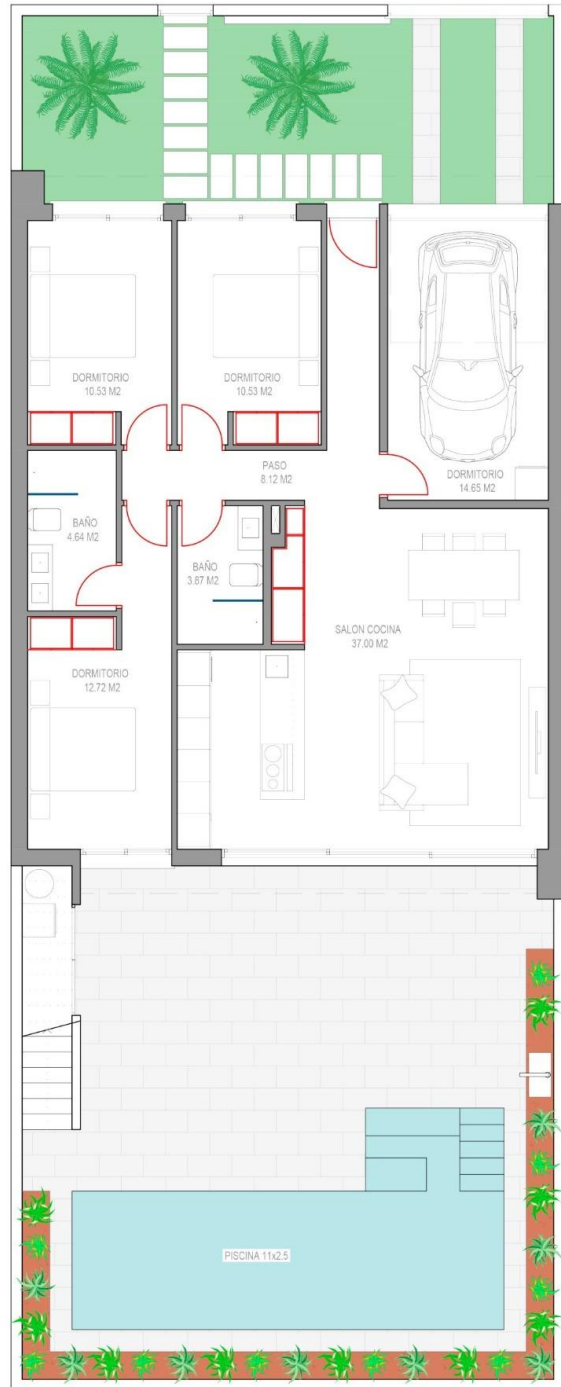 DORMITORIO
10.53 M2
DORMITORIO
10.53 M2
PASO
8.12 M2
DORMITORIO
14.65 M2
BAÑO
4.64 M2
BAÑO
3.87 M2
SALON COCINA
37.00 M2
DORMITORIO
12.72 M2
PISCINA 11x2.5